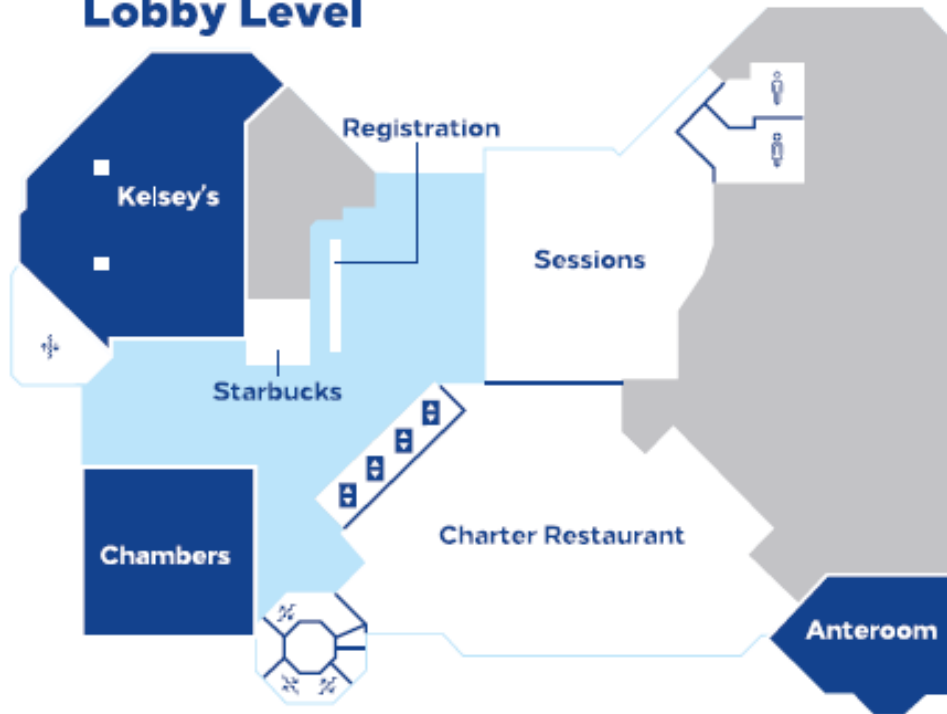 Lobby Level
Registration
Kelsey's
Sessions
Starbucks
Charter Restaurant
Chambers
Anteroom